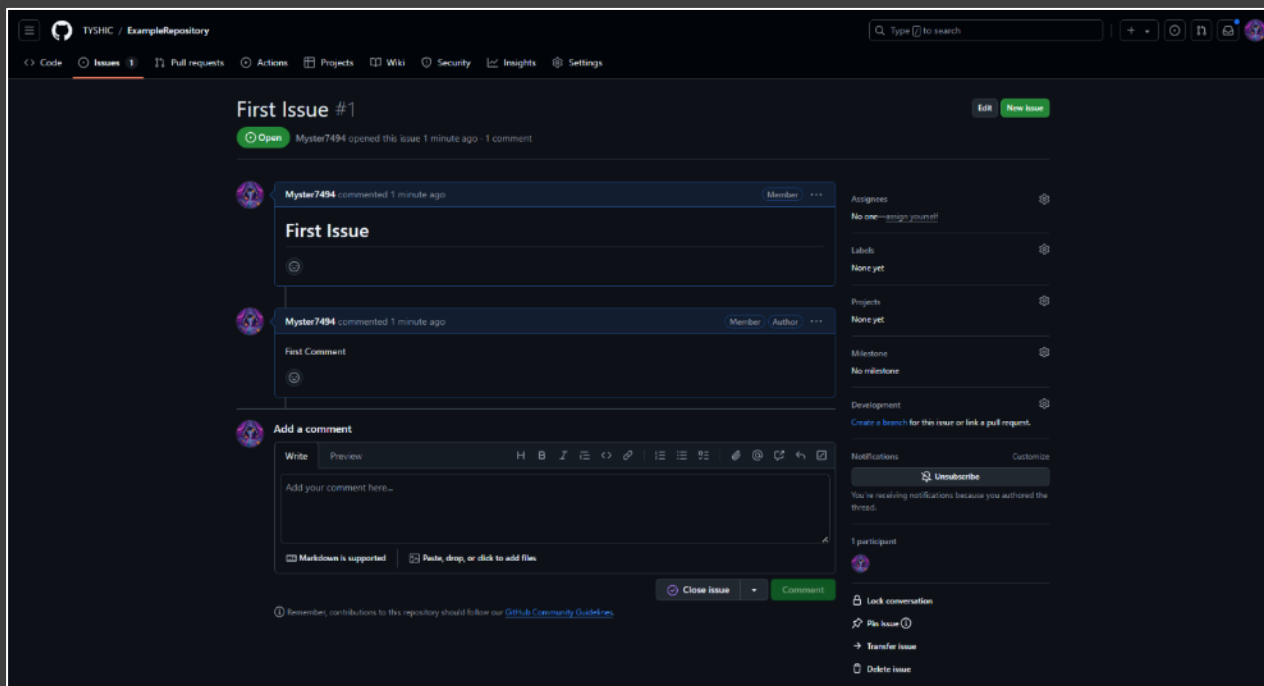 TYSHIC / ExampleRepository
Type / to search
Code Issues 1 Pull requests Actions Projects Wiki Security Insights Settings
First Issue #1
Edit New issue
Open Myster7494 opened this issue 1 minute ago · 1 comment
Myster7494 commented 1 minute ago Member ...
First Issue
Myster7494 commented 1 minute ago Member Author ...
First Comment
Add a comment
Write Preview
H B I
Add your comment here...
Markdown is supported Paste, drop, or click to add files
Close issue Comment
Remember, contributions to this repository should follow our GitHub Community Guidelines.
Assignees
No one—assign yourself
Labels
None yet
Projects
None yet
Milestone
No milestone
Development
Create a branch for this issue or link a pull request.
Notifications Customize
Unsubscribe
You're receiving notifications because you authored the
thread.
1 participant
Lock conversation
Pin issue
Transfer issue
Delete issue